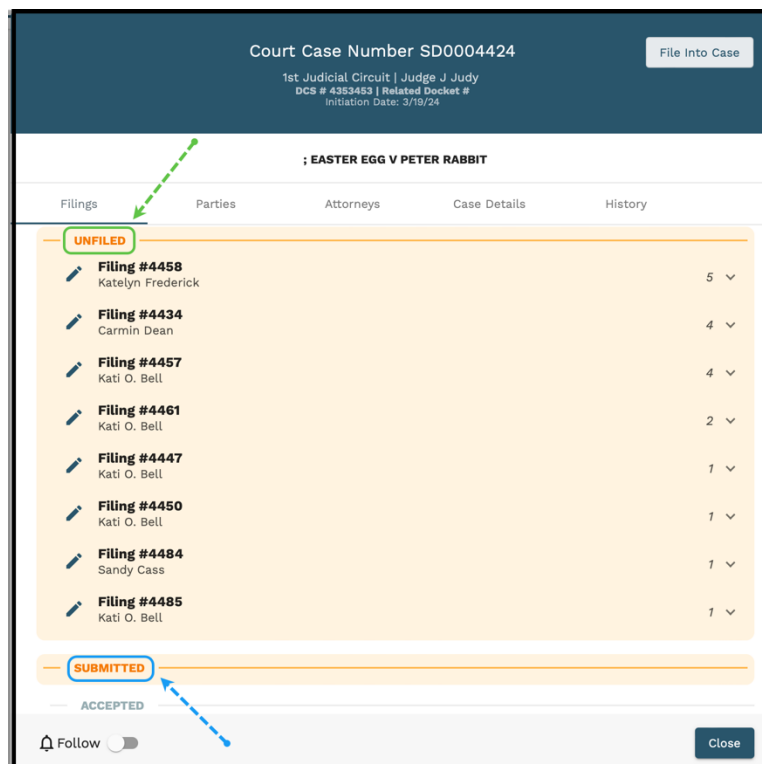 Court Case Number SD0004424
File Into Case
1st Judicial Circuit | Judge J Judy
DCS # 4353453 | Related Docket #
Initiation Date: 3/19/24
; EASTER EGG V PETER RABBIT
Filings Parties Attorneys Case Details History
UNFILED
Filing #4458
Katelyn Frederick
5
Filing #4434
Carmin Dean
4
Filing #4457
Kati O. Bell
4
Filing #4461
Kati O. Bell
2
Filing #4447
Kati O. Bell
1
Filing #4450
Kati O. Bell
1
Filing #4484
Sandy Cass
1
Filing #4485
Kati O. Bell
1
SUBMITTED
ACCEPTED
Follow
Close